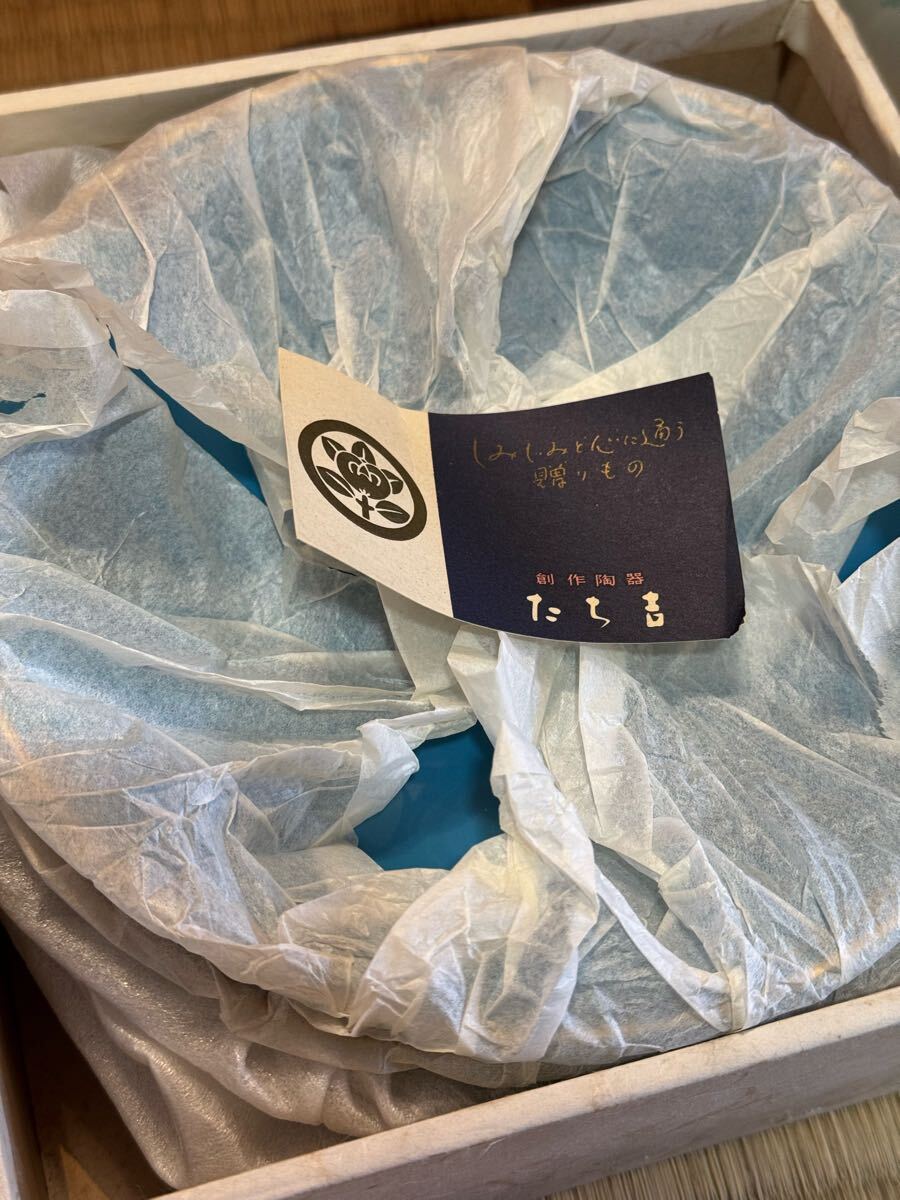 しみじみと心に通う
贈りもの
創作陶器
たち吉